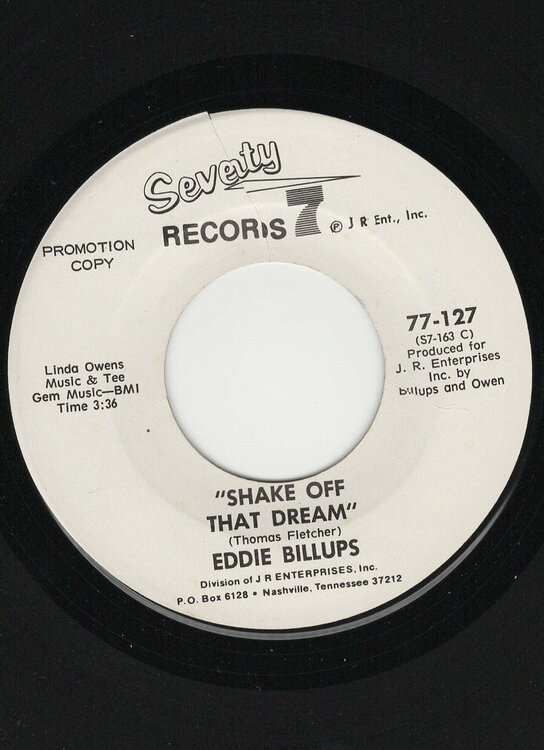 Seventy
RECORDS 7 Ⓟ J R Ent., Inc.
PROMOTION
COPY
77-127
(S7-163 C)
Produced for
J. R. Enterprises
Inc. by
billups and Owen
Linda Owens
Music & Tee
Gem Music—BMI
Time 3:36
"SHAKE OFF
THAT DREAM"
(Thomas Fletcher)
EDDIE BILLUPS
Division of J R ENTERPRISES, Inc.
P.O. Box 6128 • Nashville, Tennessee 37212